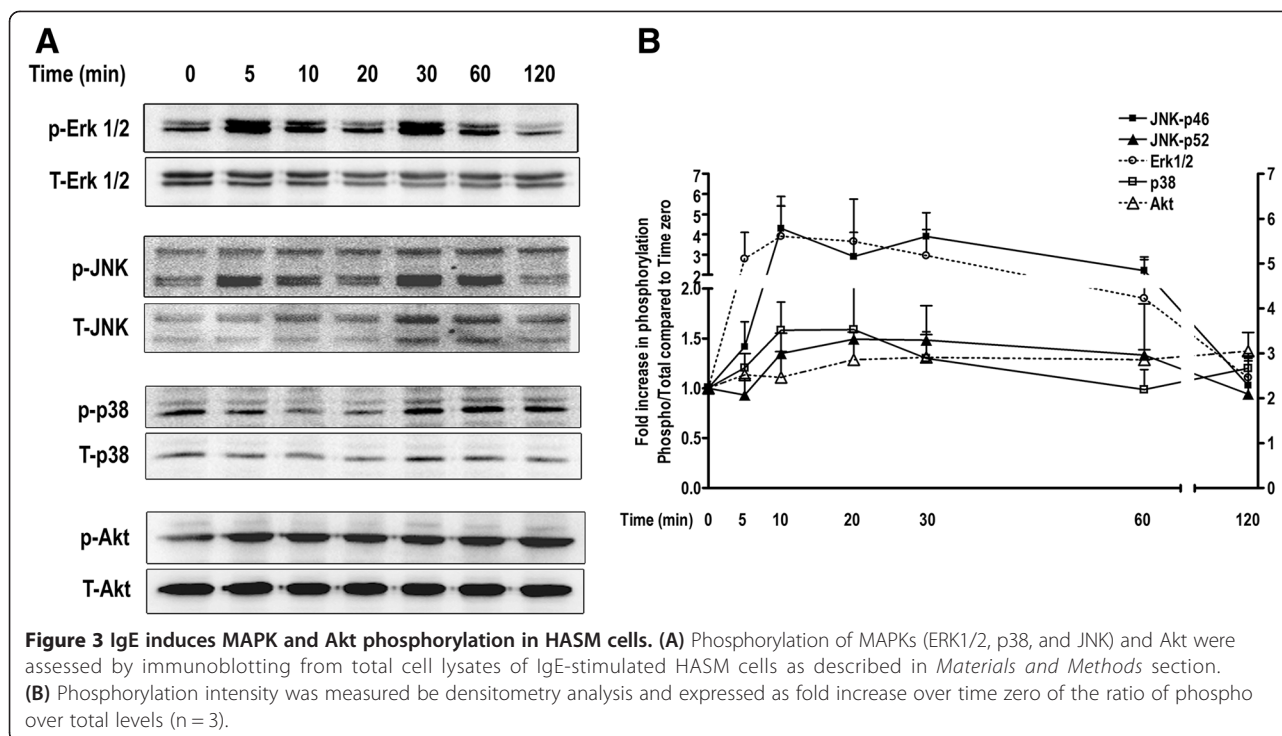 A
Time (min) 0 5 10 20 30 60 120
p-Erk 1/2
T-Erk 1/2
p-JNK
T-JNK
p-p38
T-p38
p-Akt
T-Akt
B
JNK-p46
JNK-p52
Erk1/2
p38
Akt
Fold increase in phosphorylation
Phospho/Total compared to Time zero
7
6
5
4
3
2
2.0
1.5
1.0
0.5
0.0
7
6
5
4
3
2
1
0
Time (min) 0 5 10 20 30 60 120
Figure 3 IgE induces MAPK and Akt phosphorylation in HASM cells. (A) Phosphorylation of MAPKs (ERK1/2, p38, and JNK) and Akt were
assessed by immunoblotting from total cell lysates of IgE-stimulated HASM cells as described in Materials and Methods section.
(B) Phosphorylation intensity was measured be densitometry analysis and expressed as fold increase over time zero of the ratio of phospho
over total levels (n = 3).